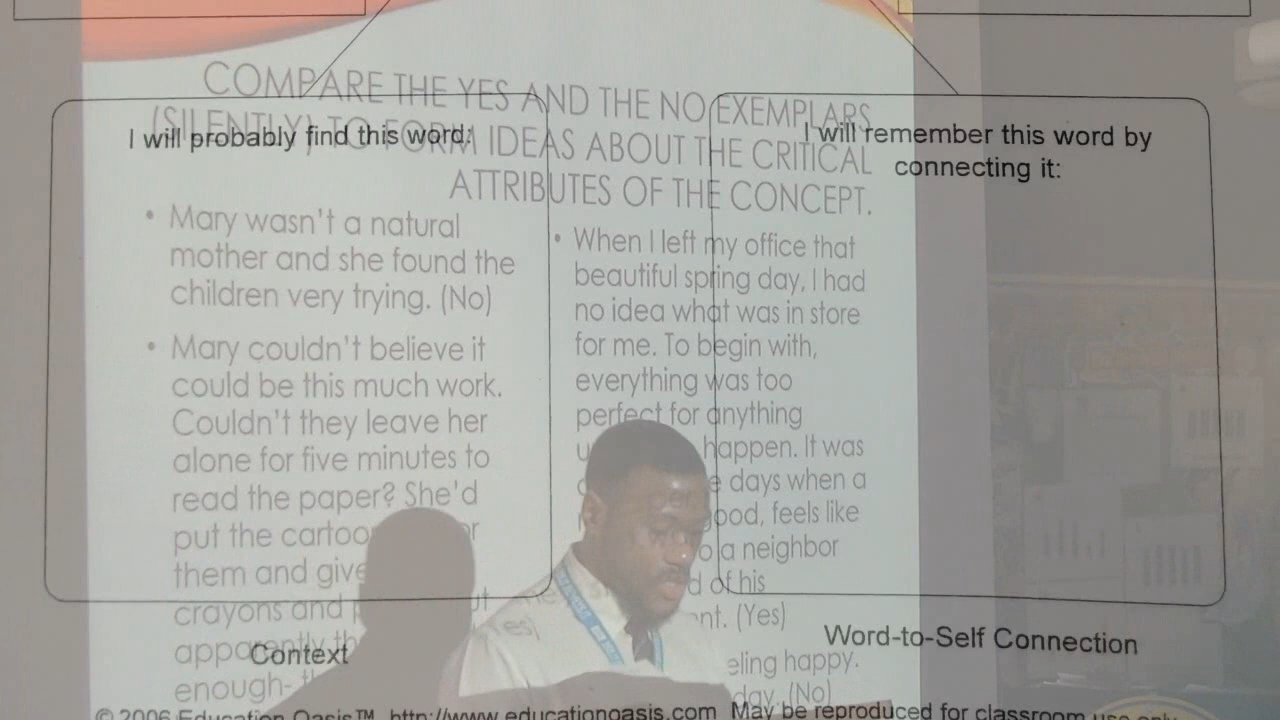 COMPARE THE YES AND THE NO EXEMPLARS
(SILENTLY) TO FORM IDEAS ABOUT THE CRITICAL
ATTRIBUTES OF THE CONCEPT.
I will probably find this word:
I will remember this word by
connecting it:
• Mary wasn't a natural
mother and she found the
children very trying. (No)
• Mary couldn't believe it
could be this much work.
Couldn't they leave her
alone for five minutes to
read the paper? She'd
put the
them and
crayons and
apparently
enough-
• When I left my office that
beautiful spring day, I had
no idea what was in store
for me. To begin with,
everything was too
perfect for anything
happen. It was
days when a
feels like
a neighbor
of his
(Yes)
happy.
day. (No)
Context
Word-to-Self Connection
© 2006 Education Oasis™ http://www.educationoasis.com May be reproduced for classroom use only